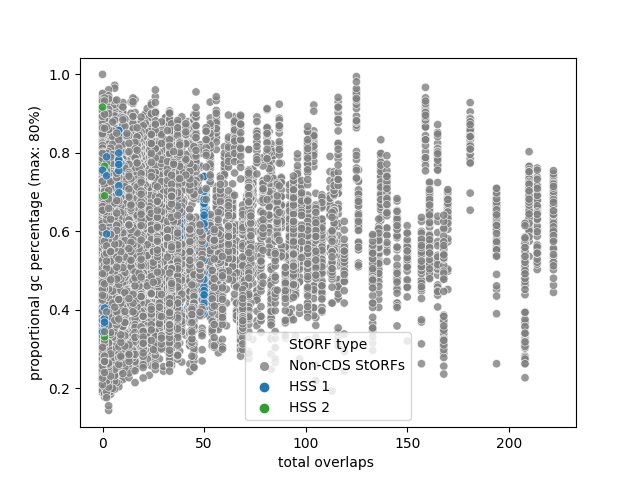 1.0
0.8
0.6
0.4
0.2
proportional gc percentage (max: 80%)
StORF type
Non-CDS StORFs
HSS 1
HSS 2
0 50 100 150 200
total overlaps